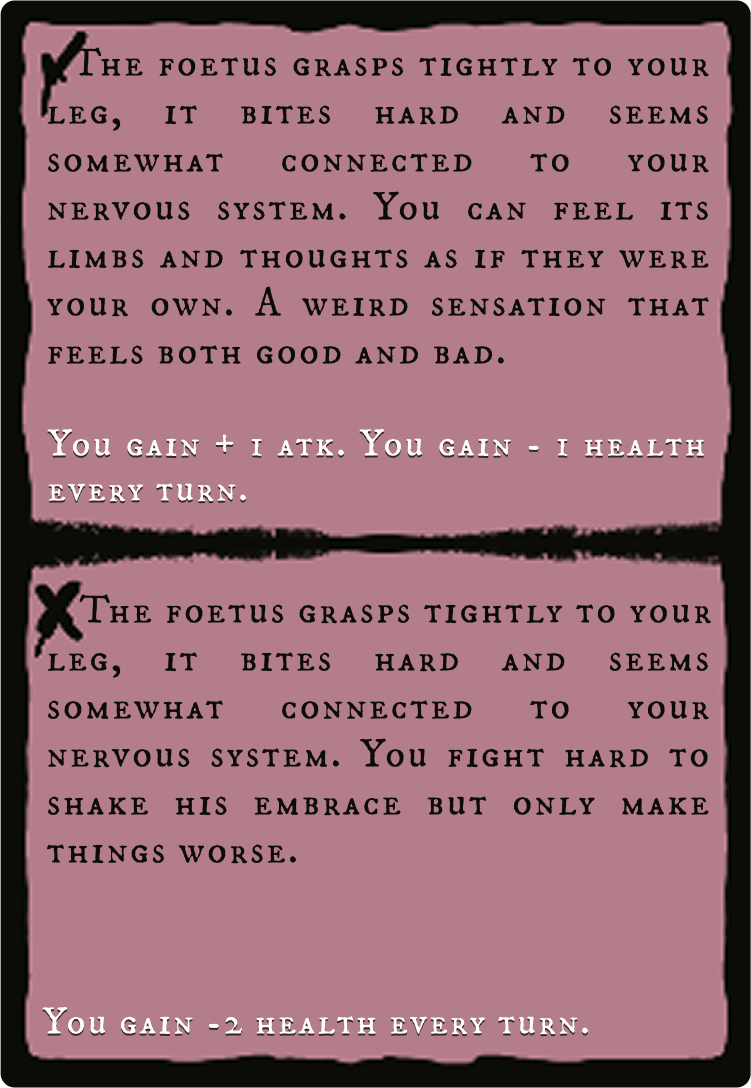 The foetus grasps tightly to your
leg, it bites hard and seems
somewhat connected to your
nervous system. You can feel its
limbs and thoughts as if they were
your own. A weird sensation that
feels both good and bad.
You gain + 1 atk. You gain - 1 health
every turn.
The foetus grasps tightly to your
leg, it bites hard and seems
somewhat connected to your
nervous system. You fight hard to
shake his embrace but only make
things worse.
You gain -2 health every turn.